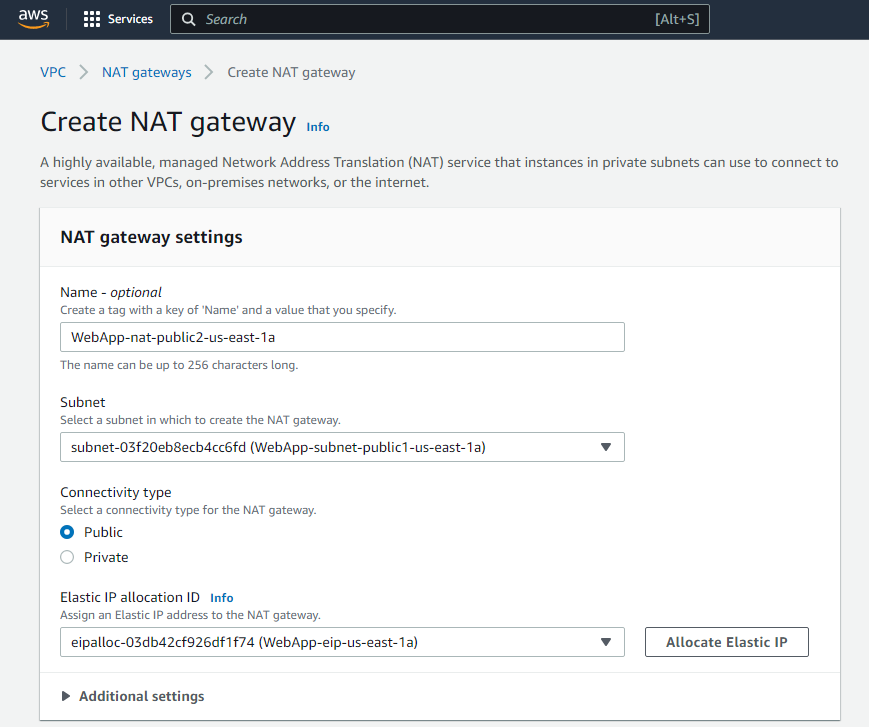 aws Services Search [Alt+S]
VPC NAT gateways Create NAT gateway
Create NAT gateway Info
A highly available, managed Network Address Translation (NAT) service that instances in private subnets can use to connect to
services in other VPCs, on-premises networks, or the internet.
NAT gateway settings
Name - optional
Create a tag with a key of 'Name' and a value that you specify.
WebApp-nat-public2-us-east-1a
The name can be up to 256 characters long.
Subnet
Select a subnet in which to create the NAT gateway.
subnet-03f20eb8ecb4cc6fd (WebApp-subnet-public1-us-east-1a)
Connectivity type
Select a connectivity type for the NAT gateway.
Public
Private
Elastic IP allocation ID Info
Assign an Elastic IP address to the NAT gateway.
eipalloc-03db42cf926df1f74 (WebApp-eip-us-east-1a) Allocate Elastic IP
Additional settings